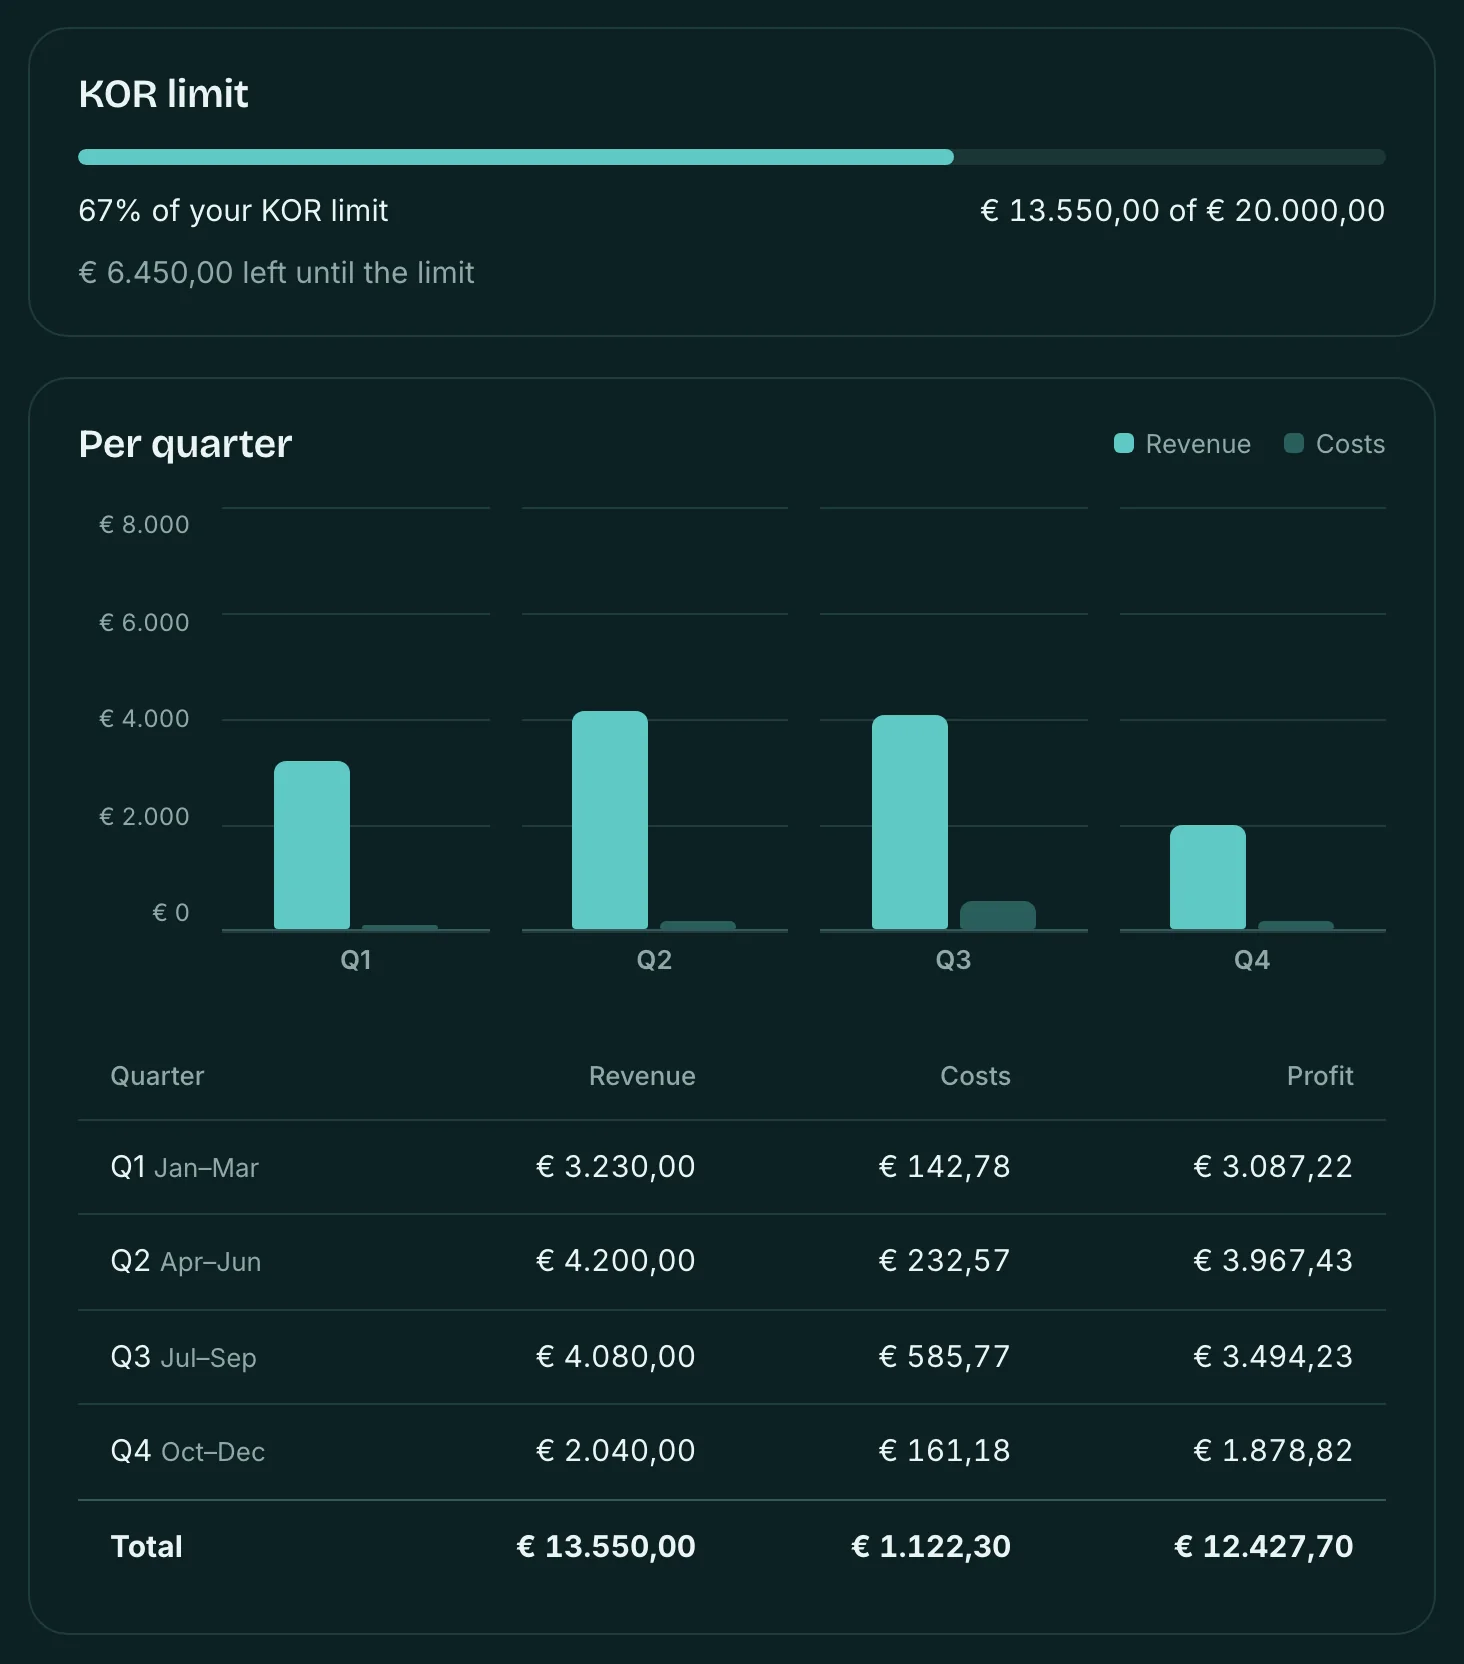 KOR limit
67% of your KOR limit € 13.550,00 of € 20.000,00
€ 6.450,00 left until the limit
Per quarter Revenue Costs
€ 8.000
€ 6.000
€ 4.000
€ 2.000
€ 0
Q1 Q2 Q3 Q4
Quarter Revenue Costs Profit
Q1 Jan–Mar € 3.230,00 € 142,78 € 3.087,22
Q2 Apr–Jun € 4.200,00 € 232,57 € 3.967,43
Q3 Jul–Sep € 4.080,00 € 585,77 € 3.494,23
Q4 Oct–Dec € 2.040,00 € 161,18 € 1.878,82
Total € 13.550,00 € 1.122,30 € 12.427,70